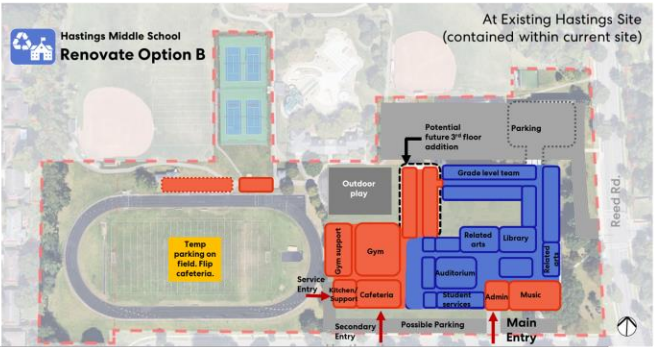 Hastings Middle School
Renovate Option B
At Existing Hastings Site
(contained within current site)
Potential
future 3rd floor
addition
Parking
Outdoor
play
Grade level team
Reed Rd.
Gym support
Gym
Related
arts
Library
Related
arts
Temp
parking on
field. Flip
cafeteria.
Auditorium
Service
Entry
Kitchen/
Support
Cafeteria
Student
services
Admin
Music
Secondary
Entry
Possible Parking
Main
Entry